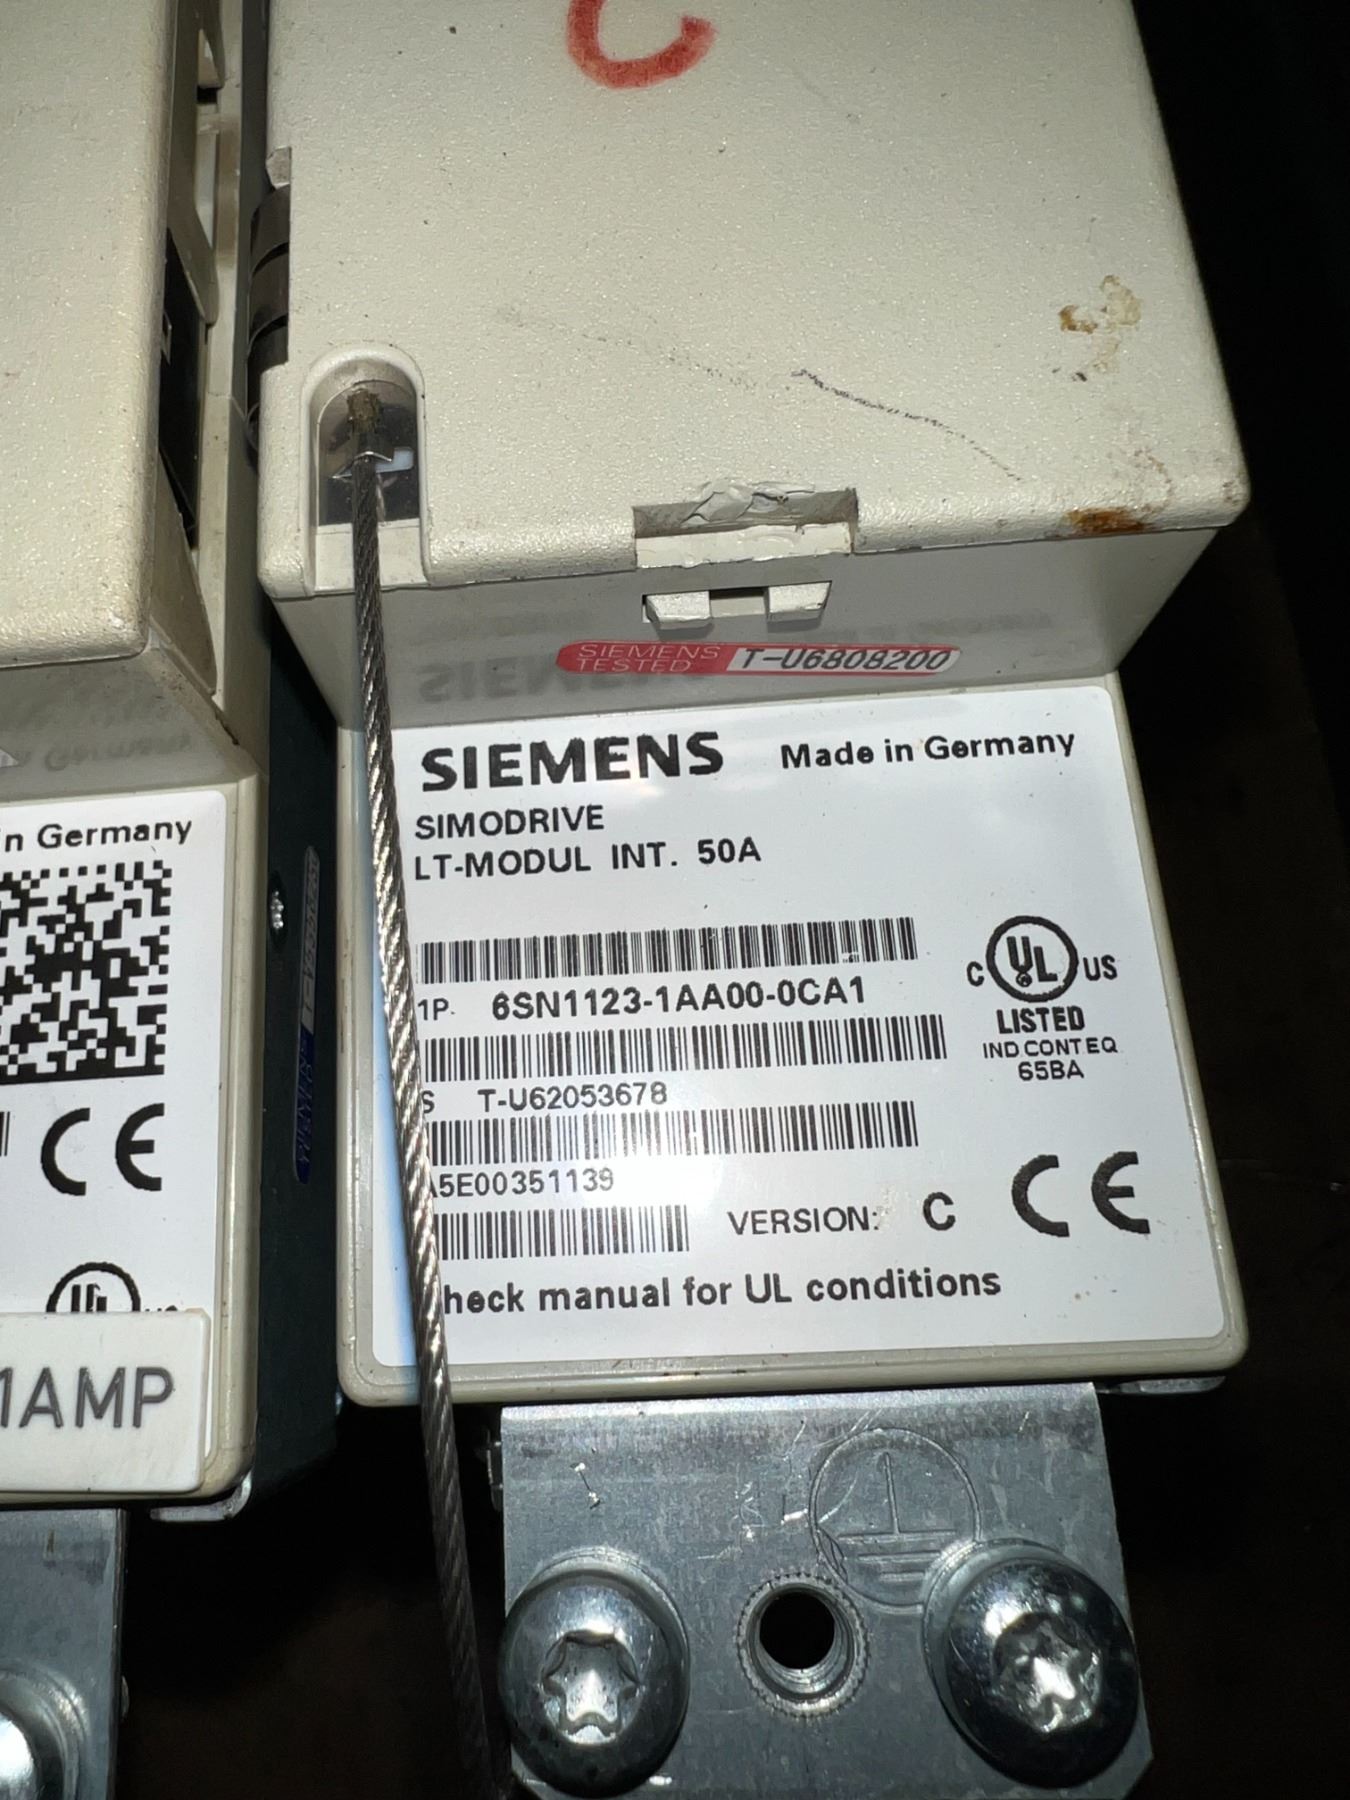 C
SIEMENS
TESTED
T-U6808200
SIEMENS
Made in Germany
SIMODRIVE
LT-MODUL INT. 50A
1P. 6SN1123-1AA00-0CA1
S T-U62053678
A5E00351139
VERSION: C
CE
heck manual for UL conditions
C UL US
LISTED
IND.CONT.EQ
65BA
n Germany
CE
UL
1AMP